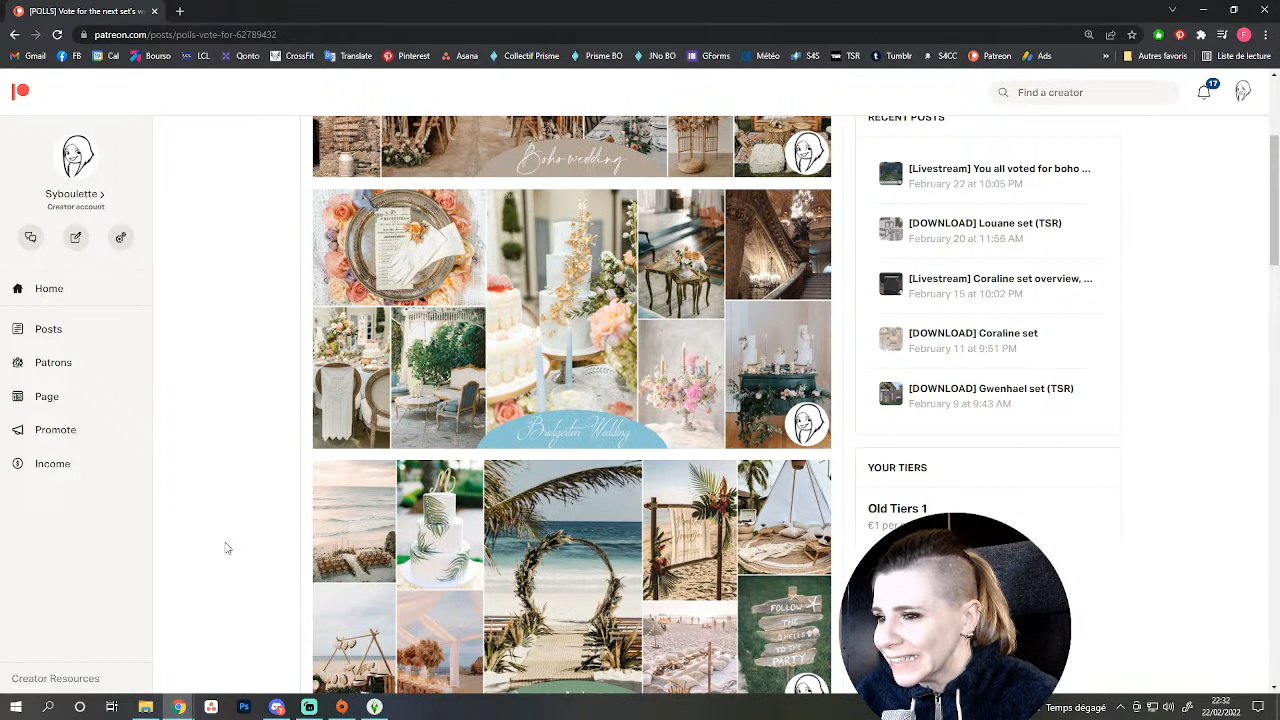 [POLLS] Vote for the next set
patreon.com/posts/polls-vote-for-62789432
Gmail
FB
Cal
Bourso...
Qonto
Crossfit
Translate
Pinterest
Asana
Collectif Prisme
Prisme BO
JNO BO
Gforms
Météo
S4S
TSR
Tumblr
S4CC
Patreon
Ads
»
Liste de lecture
17
Find a creator
Syboulette
Creator account
Home
Posts
Patrons
Page
Promote
Income
Creator Resources
Boho wedding
Bridgerton Wedding
FOLLOW
THE
SHELLS
TO THE
PARTY
RECENT POSTS
[Livestream] You all voted for boho ...
February 22 at 10:05 PM
[DOWNLOAD] Louane set (TSR)
February 20 at 11:56 AM
[Livestream] Coraline set overview, ...
February 15 at 10:02 PM
[DOWNLOAD] Coraline set
February 11 at 9:51 PM
[DOWNLOAD] Gwenhael set (TSR)
February 9 at 9:43 AM
YOUR TIERS
Old Tiers 1
€1 per
Temps dégagé
22:32
22/02/2022